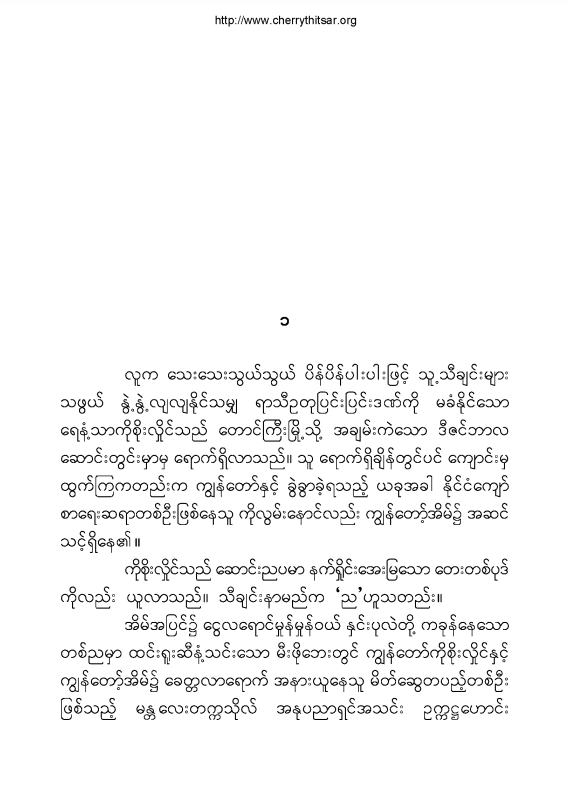 http://www.cherrythitsar.org
၁
လူက သေးသေးသွယ်သွယ် ပိန်ပိန်ပါးပါးဖြင့် သူ့သီချင်းများ
သဖွယ် နွဲ့နွဲ့လျလျနိုင်သမျှ ရာသီဥတုပြင်းပြင်းဒဏ်ကို မခံနိုင်သော
ရေနံ့သာကိုစိုးလှိုင်သည် တောင်ကြီးမြို့သို့ အချမ်းကဲသော ဒီဇင်ဘာလ
ဆောင်းတွင်းမှာမှ ရောက်ရှိလာသည်။ သူ ရောက်ရှိချိန်တွင်ပင် ကျောင်းမှ
ထွက်ကြကတည်းက ကျွန်တော်နှင့် ခွဲခွာခဲ့ရသည့် ယခုအခါ နိုင်ငံကျော်
စာရေးဆရာတစ်ဦးဖြစ်နေသူ ကိုလွမ်းနောင်လည်း ကျွန်တော့်အိမ်၌ အဆင်
သင့်ရှိနေ၏။
ကိုစိုးလှိုင်သည် ဆောင်းညပမာ နက်ရှိုင်းအေးမြသော တေးတစ်ပုဒ်
ကိုလည်း ယူလာသည်။ သီချင်းနာမည်က ‘ည’ဟူသတည်း။
အိမ်အပြင်၌ ငွေလရောင်မှုန်မှုန်ဝယ် နှင်းပုလဲတို့ ကခုန်နေသော
တစ်ညမှာ ထင်းရူးဆီနံ့သင်းသော မီးဖိုဘေးတွင် ကျွန်တော်ကိုစိုးလှိုင်နှင့်
ကျွန်တော့်အိမ်၌ ခေတ္တလာရောက် အနားယူနေသူ မိတ်ဆွေတပည့်တစ်ဦး
ဖြစ်သည့် မန္တလေးတက္ကသိုလ် အနုပညာရှင်အသင်း ဥက္ကဋ္ဌဟောင်း